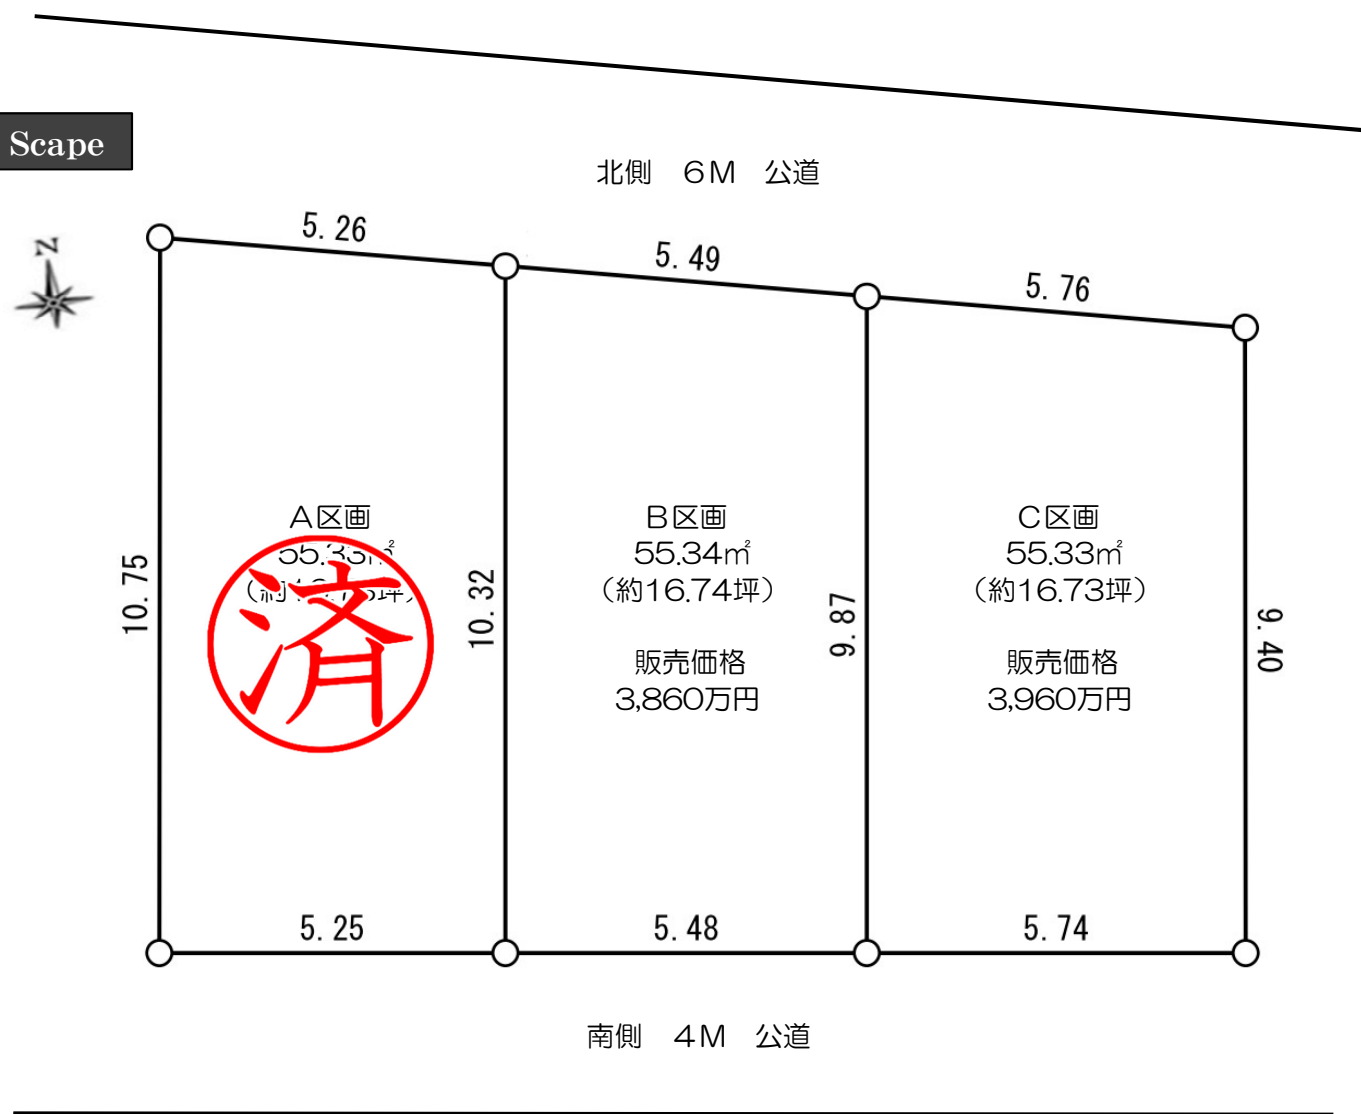 Scape
北側　6M　公道
N
5.26
5.49
5.76
A区画
55.33㎡
済
10.75
10.32
B区画
55.34㎡
（約16.74坪）
販売価格
3,860万円
9.87
C区画
55.33㎡
（約16.73坪）
販売価格
3,960万円
9.40
5.25
5.48
5.74
南側　4M　公道